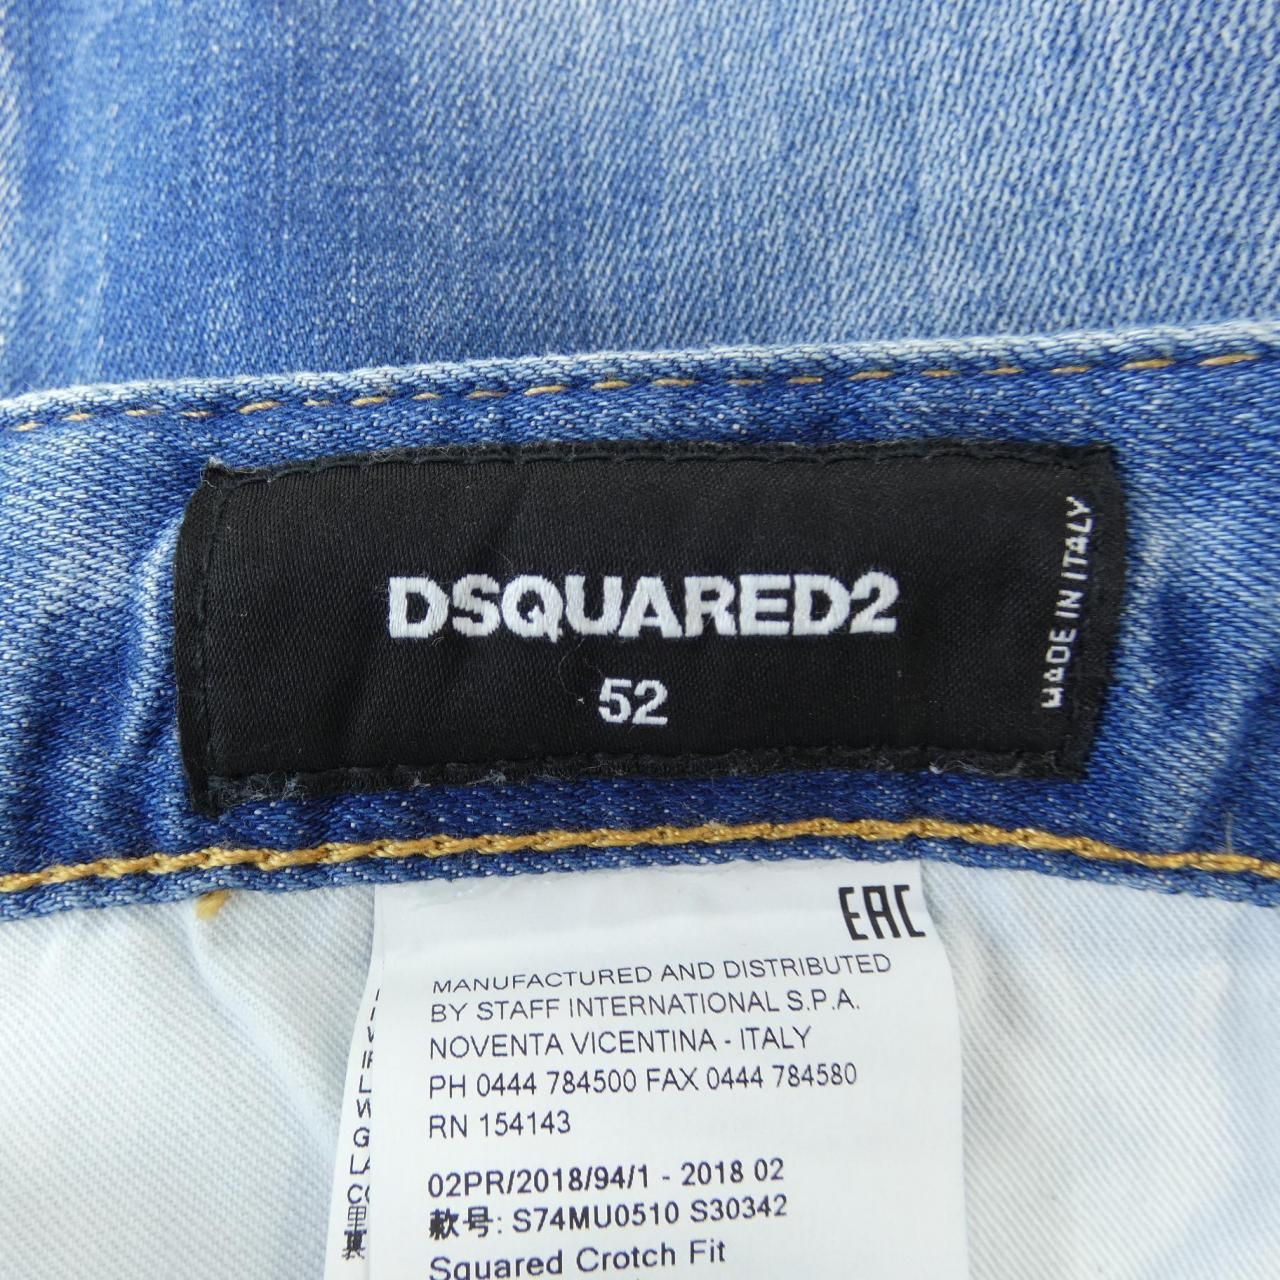 DSQUARED2
52
MADE IN ITALY
EAC
MANUFACTURED AND DISTRIBUTED
BY STAFF INTERNATIONAL S.P.A.
NOVENTA VICENTINA - ITALY
PH 0444 784500 FAX 0444 784580
RN 154143
02PR/2018/94/1 - 2018 02
款号: S74MU0510 S30342
Squared Crotch Fit